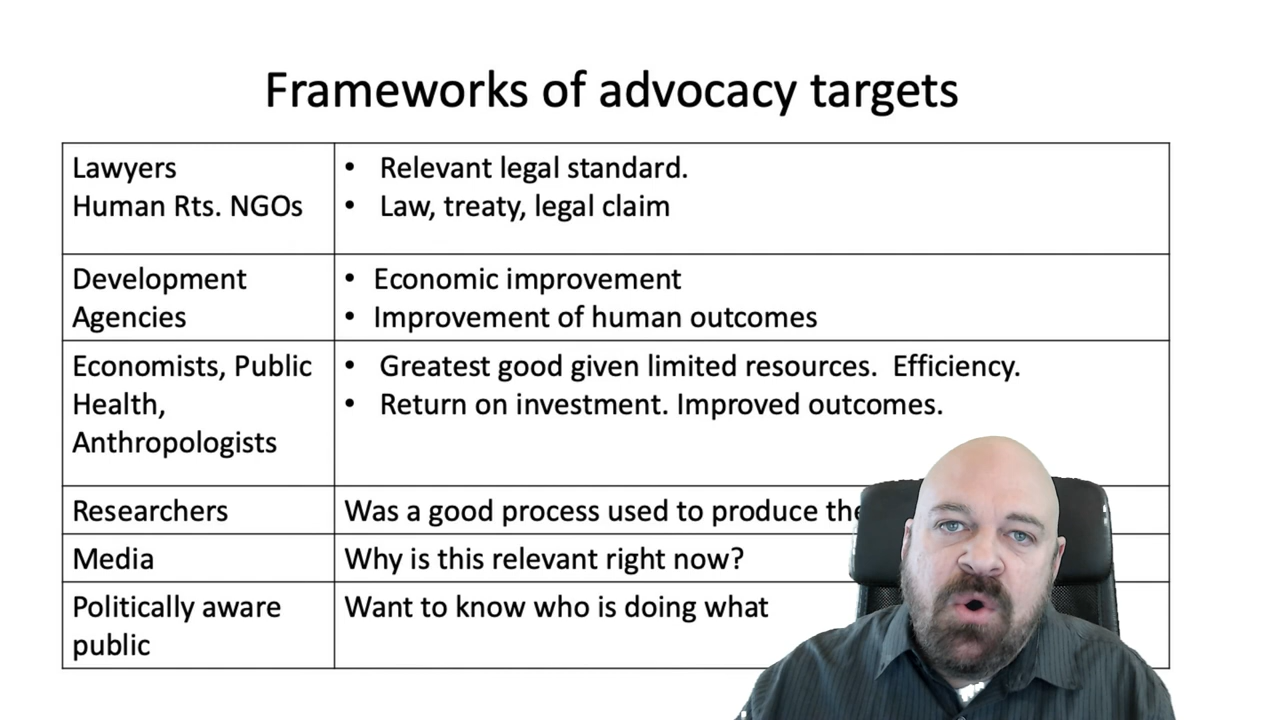 Frameworks of advocacy targets
Lawyers
Human Rts. NGOs
• Relevant legal standard.
• Law, treaty, legal claim
Development
Agencies
• Economic improvement
• Improvement of human outcomes
Economists, Public
Health,
Anthropologists
• Greatest good given limited resources. Efficiency.
• Return on investment. Improved outcomes.
Researchers
Was a good process used to produce the
Media
Why is this relevant right now?
Politically aware
public
Want to know who is doing what